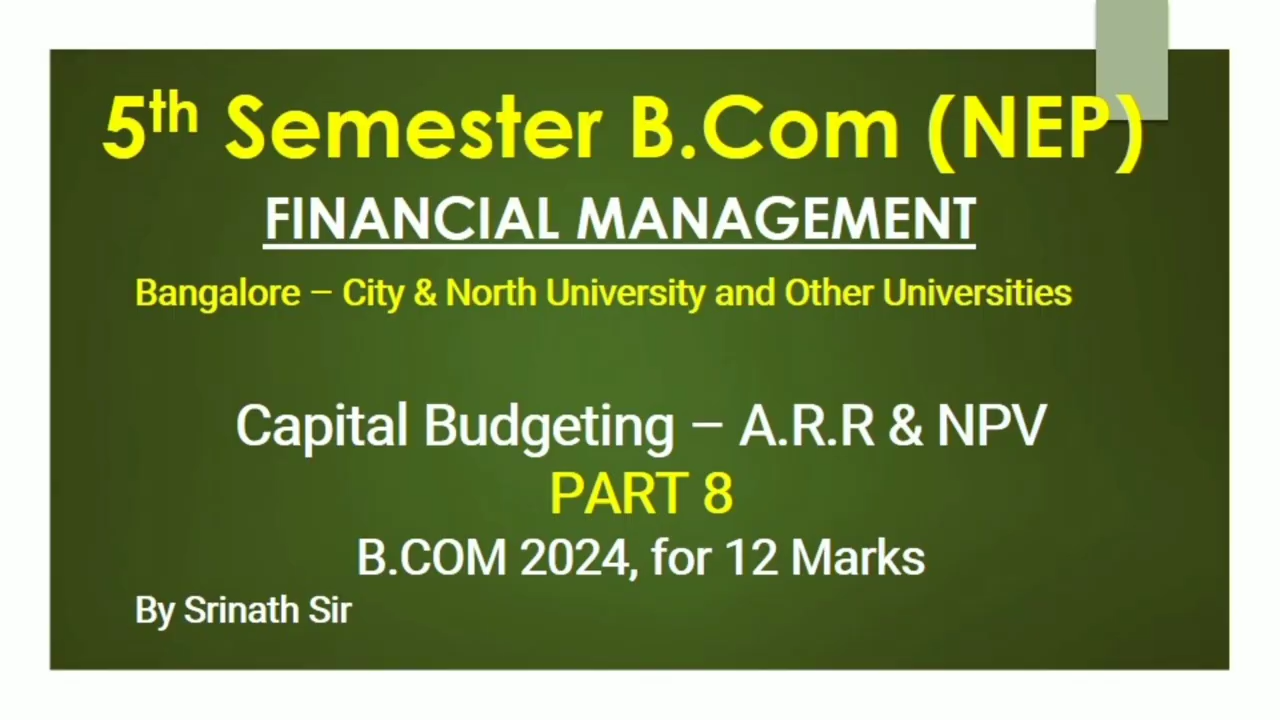 5th Semester B.Com (NEP)
FINANCIAL MANAGEMENT
Bangalore – City & North University and Other Universities
Capital Budgeting – A.R.R & NPV
PART 8
B.COM 2024, for 12 Marks
By Srinath Sir